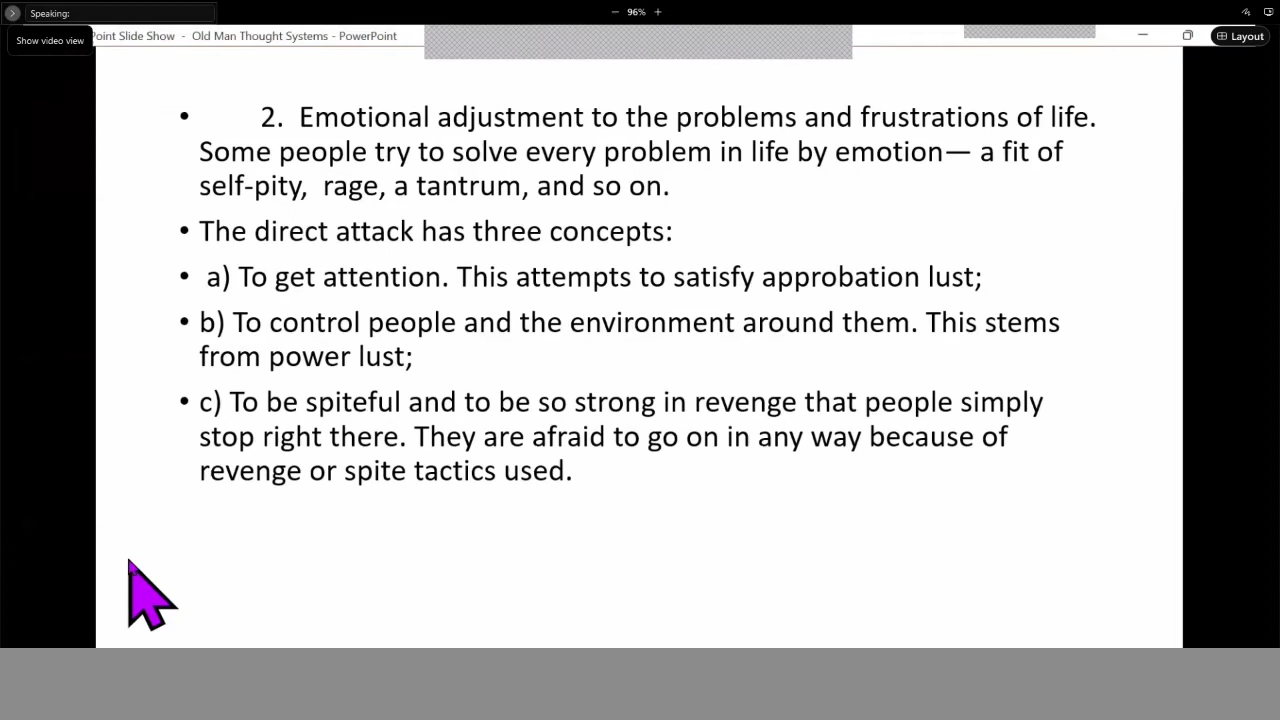 Speaking:
96%
Show video view
Point Slide Show - Old Man Thought Systems - PowerPoint
Layout
• 2. Emotional adjustment to the problems and frustrations of life.
Some people try to solve every problem in life by emotion— a fit of
self-pity, rage, a tantrum, and so on.
• The direct attack has three concepts:
• a) To get attention. This attempts to satisfy approbation lust;
• b) To control people and the environment around them. This stems
from power lust;
• c) To be spiteful and to be so strong in revenge that people simply
stop right there. They are afraid to go on in any way because of
revenge or spite tactics used.